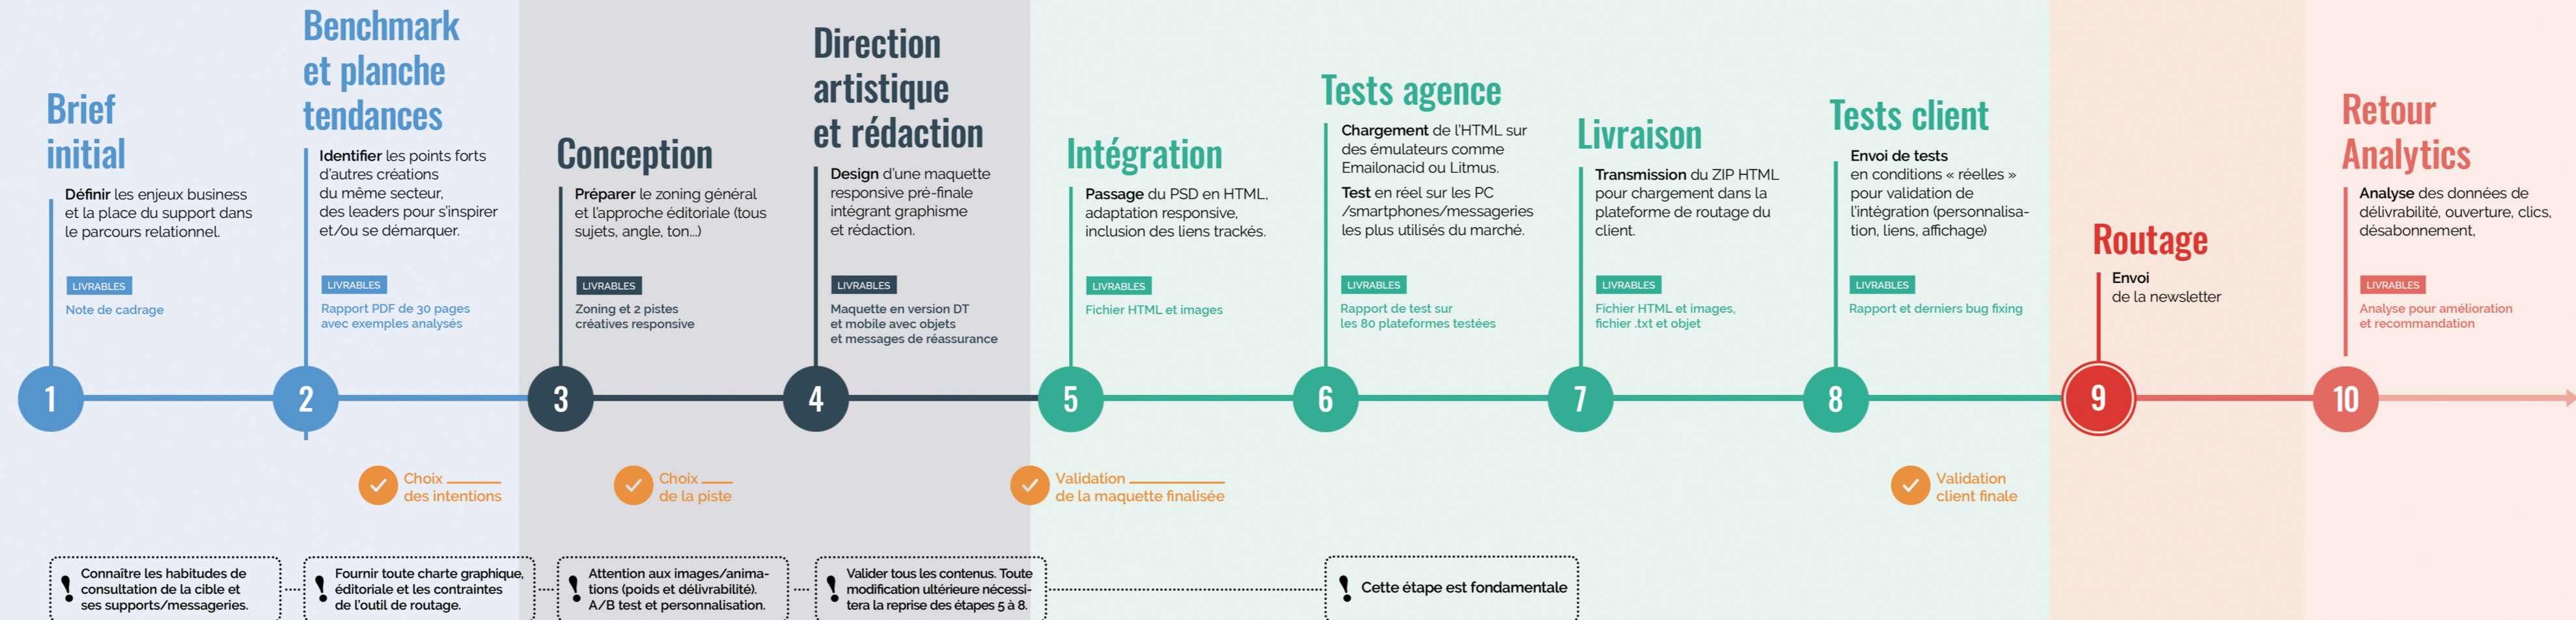 Brief
initial
Définir les enjeux business
et la place du support dans
le parcours relationnel.
LIVRABLES
Note de cadrage
1
Benchmark
et planche
tendances
Identifier les points forts
d'autres créations
du même secteur,
des leaders pour s'inspirer
et/ou se démarquer.
LIVRABLES
Rapport PDF de 30 pages
avec exemples analysés
2
Conception
Préparer le zoning général
et l'approche éditoriale (tous
sujets, angle, ton...)
LIVRABLES
Zoning et 2 pistes
créatives responsive
3
Direction
artistique
et rédaction
Design d'une maquette
responsive pré-finale
intégrant graphisme
et rédaction.
LIVRABLES
Maquette en version DT
et mobile avec objets
et messages de réassurance
4
Intégration
Passage du PSD en HTML,
adaptation responsive,
inclusion des liens trackés.
LIVRABLES
Fichier HTML et images
5
Tests agence
Chargement de l'HTML sur
des émulateurs comme
Emailonacid ou Litmus.
Test en réel sur les PC
/smartphones/messageries
les plus utilisés du marché.
LIVRABLES
Rapport de test sur
les 80 plateformes testées
6
Livraison
Transmission du ZIP HTML
pour chargement dans la
plateforme de routage du
client.
LIVRABLES
Fichier HTML et images,
fichier .txt et objet
7
Tests client
Envoi de tests
en conditions « réelles »
pour validation de
l'intégration (personnalisa-
tion, liens, affichage)
LIVRABLES
Rapport et derniers bug fixing
8
Routage
Envoi
de la newsletter
9
Retour
Analytics
Analyse des données de
délivrabilité, ouverture, clics,
désabonnement,
LIVRABLES
Analyse pour amélioration
et recommandation
10
Choix
des intentions
Choix
de la piste
Validation
de la maquette finalisée
Validation
client finale
! Connaître les habitudes de
consultation de la cible et
ses supports/messageries.
! Fournir toute charte graphique,
éditoriale et les contraintes
de l'outil de routage.
! Attention aux images/anima-
tions (poids et délivrabilité).
A/B test et personnalisation.
! Valider tous les contenus. Toute
modification ultérieure nécessi-
tera la reprise des étapes 5 à 8.
! Cette étape est fondamentale